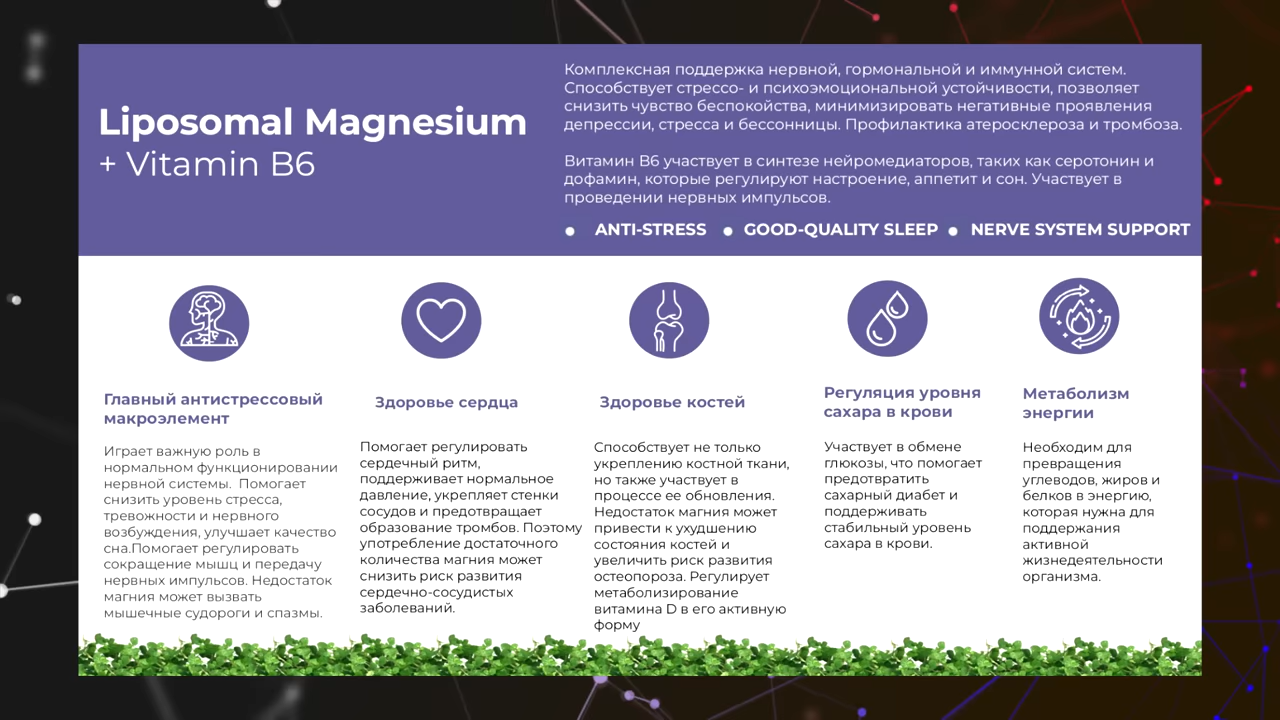 Liposomal Magnesium
+ Vitamin B6
Комплексная поддержка нервной, гормональной и иммунной систем.
Способствует стрессо- и психоэмоциональной устойчивости, позволяет
снизить чувство беспокойства, минимизировать негативные проявления
депрессии, стресса и бессонницы. Профилактика атеросклероза и тромбоза.
Витамин B6 участвует в синтезе нейромедиаторов, таких как серотонин и
дофамин, которые регулируют настроение, аппетит и сон. Участвует в
проведении нервных импульсов.
● ANTI-STRESS ● GOOD-QUALITY SLEEP ● NERVE SYSTEM SUPPORT
Главный антистрессовый
макроэлемент
Играет важную роль в
нормальном функционировании
нервной системы.  Помогает
снизить уровень стресса,
тревожности и нервного
возбуждения, улучшает качество
сна.Помогает регулировать
сокращение мышц и передачу
нервных импульсов. Недостаток
магния может вызвать
мышечные судороги и спазмы.
Здоровье сердца
Помогает регулировать
сердечный ритм,
поддерживает нормальное
давление, укрепляет стенки
сосудов и предотвращает
образование тромбов. Поэтому
употребление достаточного
количества магния может
снизить риск развития
сердечно-сосудистых
заболеваний.
Здоровье костей
Способствует не только
укреплению костной ткани,
но также участвует в
процессе ее обновления.
Недостаток магния может
привести к ухудшению
состояния костей и
увеличить риск развития
остеопороза. Регулирует
метаболизирование
витамина D в его активную
форму
Регуляция уровня
сахара в крови
Участвует в обмене
глюкозы, что помогает
предотвратить
сахарный диабет и
поддерживать
стабильный уровень
сахара в крови.
Метаболизм
энергии
Необходим для
превращения
углеводов, жиров и
белков в энергию,
которая нужна для
поддержания
активной
жизнедеятельности
организма.